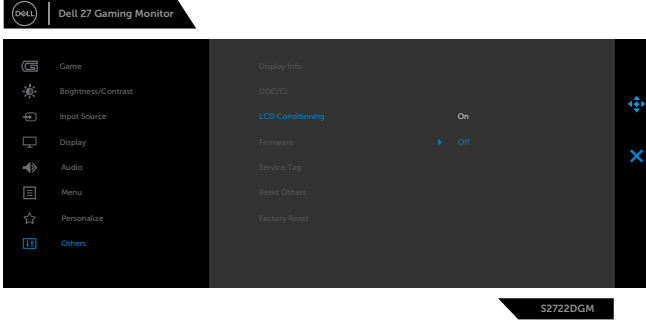 DELL
Dell 27 Gaming Monitor
Game
Display Info
Brightness/Contrast
DDC/CI
Input Source
LCD Conditioning
On
Display
Firmware
Off
Audio
Service Tag
Menu
Reset Others
Personalize
Factory Reset
Others
S2722DGM